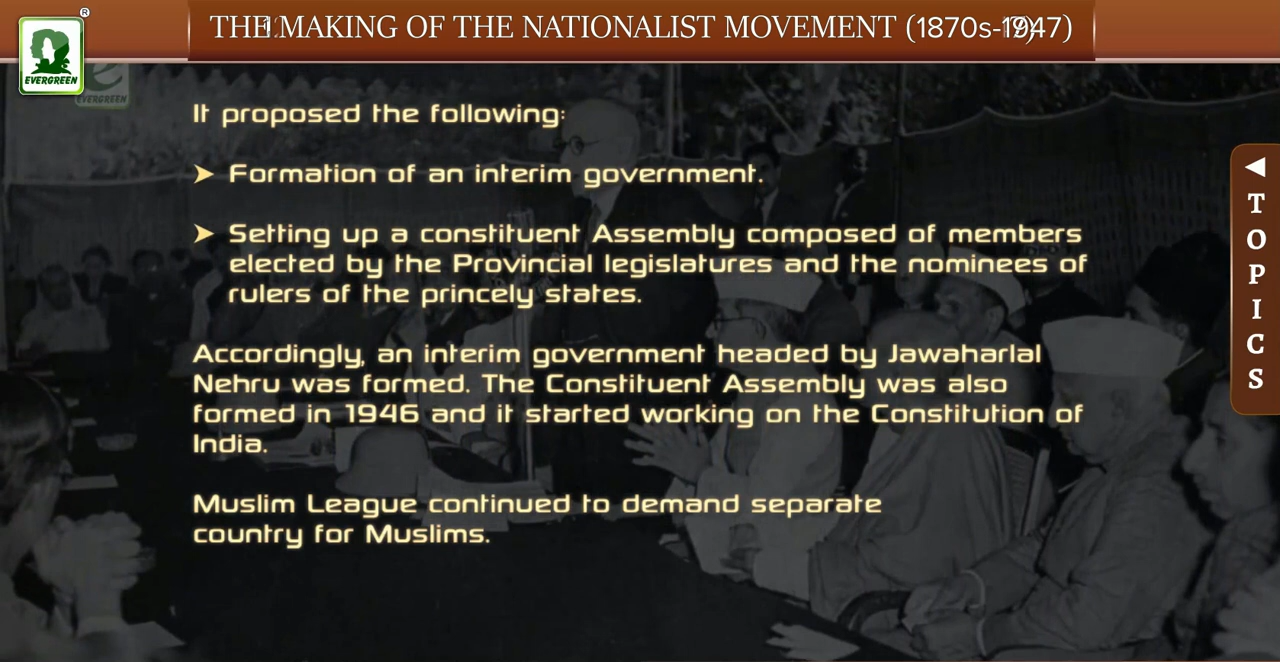 THE MAKING OF THE NATIONALIST MOVEMENT (1870s-1947)
®
EVERGREEN
EVERGREEN
It proposed the following:
➤ Formation of an interim government.
➤ Setting up a constituent Assembly composed of members
elected by the Provincial legislatures and the nominees of
rulers of the princely states.
Accordingly, an interim government headed by Jawaharlal
Nehru was formed. The Constituent Assembly was also
formed in 1946 and it started working on the Constitution of
India.
Muslim League continued to demand separate
country for Muslims.
◀ TOPICS